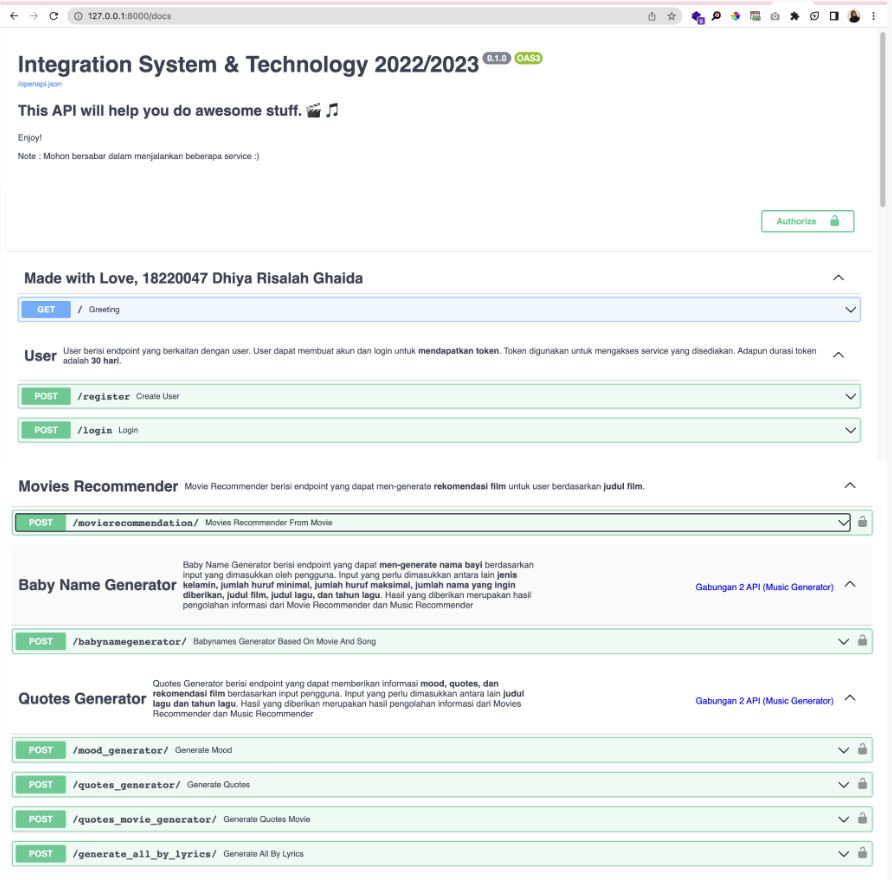 127.0.0.1:8000/docs
Integration System & Technology 2022/2023 0.1.0 OAS3
/openapi.json
This API will help you do awesome stuff. 🎬 🎵
Enjoy!
Note : Mohon bersabar dalam menjalankan beberapa service :)
Authorize
Made with Love, 18220047 Dhiya Risalah Ghaida
GET / Greeting
User User berisi endpoint yang berkaitan dengan user. User dapat membuat akun dan login untuk mendapatkan token. Token digunakan untuk mengakses service yang disediakan. Adapun durasi token
adalah 30 hari.
POST /register Create User
POST /login Login
Movies Recommender Movie Recommender berisi endpoint yang dapat men-generate rekomendasi film untuk user berdasarkan judul film.
POST /movierecommendation/ Movies Recommender From Movie
Baby Name Generator Baby Name Generator berisi endpoint yang dapat men-generate nama bayi berdasarkan
input yang dimasukkan oleh pengguna. Input yang perlu dimasukkan antara lain jenis
kelamin, jumlah huruf minimal, jumlah huruf maksimal, jumlah nama yang ingin
diberikan, judul film, judul lagu, dan tahun lagu. Hasil yang diberikan merupakan hasil
pengolahan informasi dari Movie Recommender dan Music Recommender
Gabungan 2 API (Music Generator)
POST /babynamegenerator/ Babynames Generator Based On Movie And Song
Quotes Generator Quotes Generator berisi endpoint yang dapat memberikan informasi mood, quotes, dan
rekomendasi film berdasarkan input pengguna. Input yang perlu dimasukkan antara lain judul
lagu dan tahun lagu. Hasil yang diberikan merupakan hasil pengolahan informasi dari Movies
Recommender dan Music Recommender
Gabungan 2 API (Music Generator)
POST /mood_generator/ Generate Mood
POST /quotes_generator/ Generate Quotes
POST /quotes_movie_generator/ Generate Quotes Movie
POST /generate_all_by_lyrics/ Generate All By Lyrics